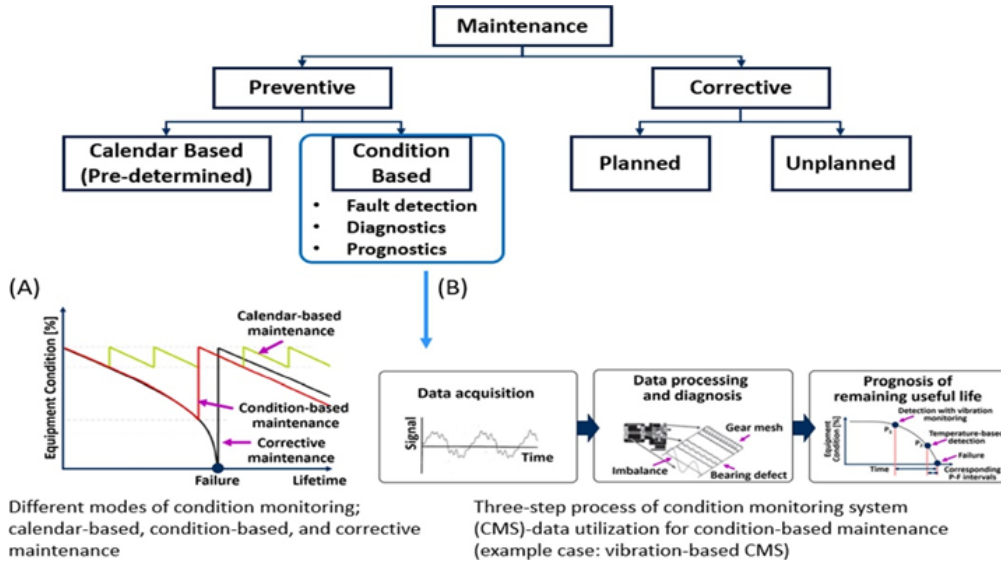 Maintenance
Preventive
Corrective
Calendar Based
(Pre-determined)
Condition
Based
Planned
Unplanned
• Fault detection
• Diagnostics
• Prognostics
(A)
(B)
Equipment Condition [%]
Calendar-based
maintenance
Condition-based
maintenance
Corrective
maintenance
Failure
Lifetime
Different modes of condition monitoring;
calendar-based, condition-based, and corrective
maintenance
Data acquisition
Signal
Time
Data processing
and diagnosis
Gear mesh
Imbalance
Bearing defect
Prognosis of
remaining useful life
Detection with vibration
monitoring
P₁
Temperature-based
detection
P₂
Equipment
Condition [%]
Failure
Time
Corresponding
P-F intervals
Three-step process of condition monitoring system
(CMS)-data utilization for condition-based maintenance
(example case: vibration-based CMS)